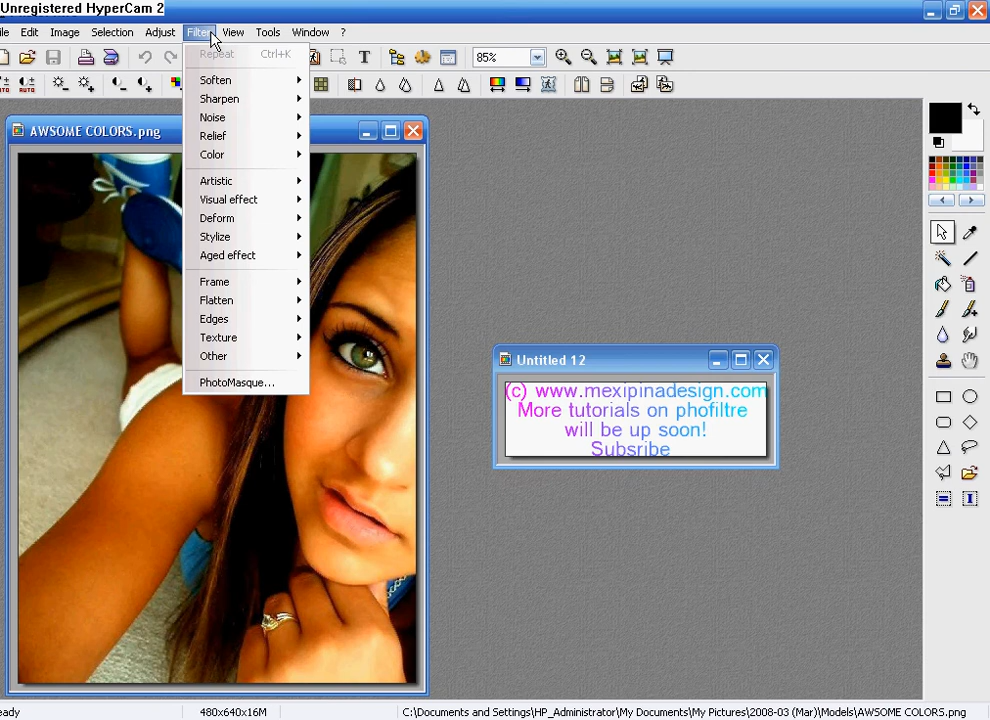 Unregistered HyperCam 2
ile Edit Image Selection Adjust Filter View Tools Window ?
85%
Repeat Ctrl+K
Soften
Sharpen
Noise
Relief
Color
Artistic
Visual effect
Deform
Stylize
Aged effect
Frame
Flatten
Edges
Texture
Other
PhotoMasque...
AWSOME COLORS.png
Untitled 12
(c) www.mexipinadesign.com
More tutorials on phofiltre
will be up soon!
Subsribe
eady 480x640x16M C:\Documents and Settings\HP_Administrator\My Documents\My Pictures\2008-03 (Mar)\Models\AWSOME COLORS.png